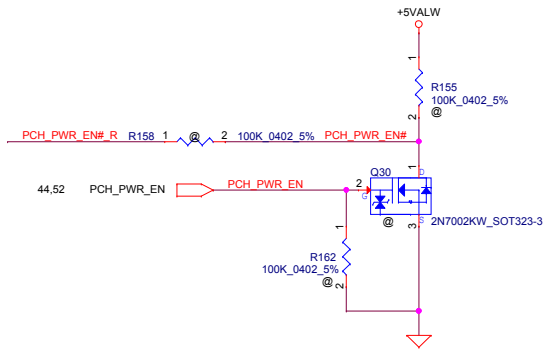 +5VALW
1
R155
100K_0402_5%
2
@
PCH_PWR_EN#_R R158 1 @ 2 100K_0402_5% PCH_PWR_EN#
1
D
Q30
44,52 PCH_PWR_EN PCH_PWR_EN 2
G
@
S
3
2N7002KW_SOT323-3
1
R162
100K_0402_5%
@
2